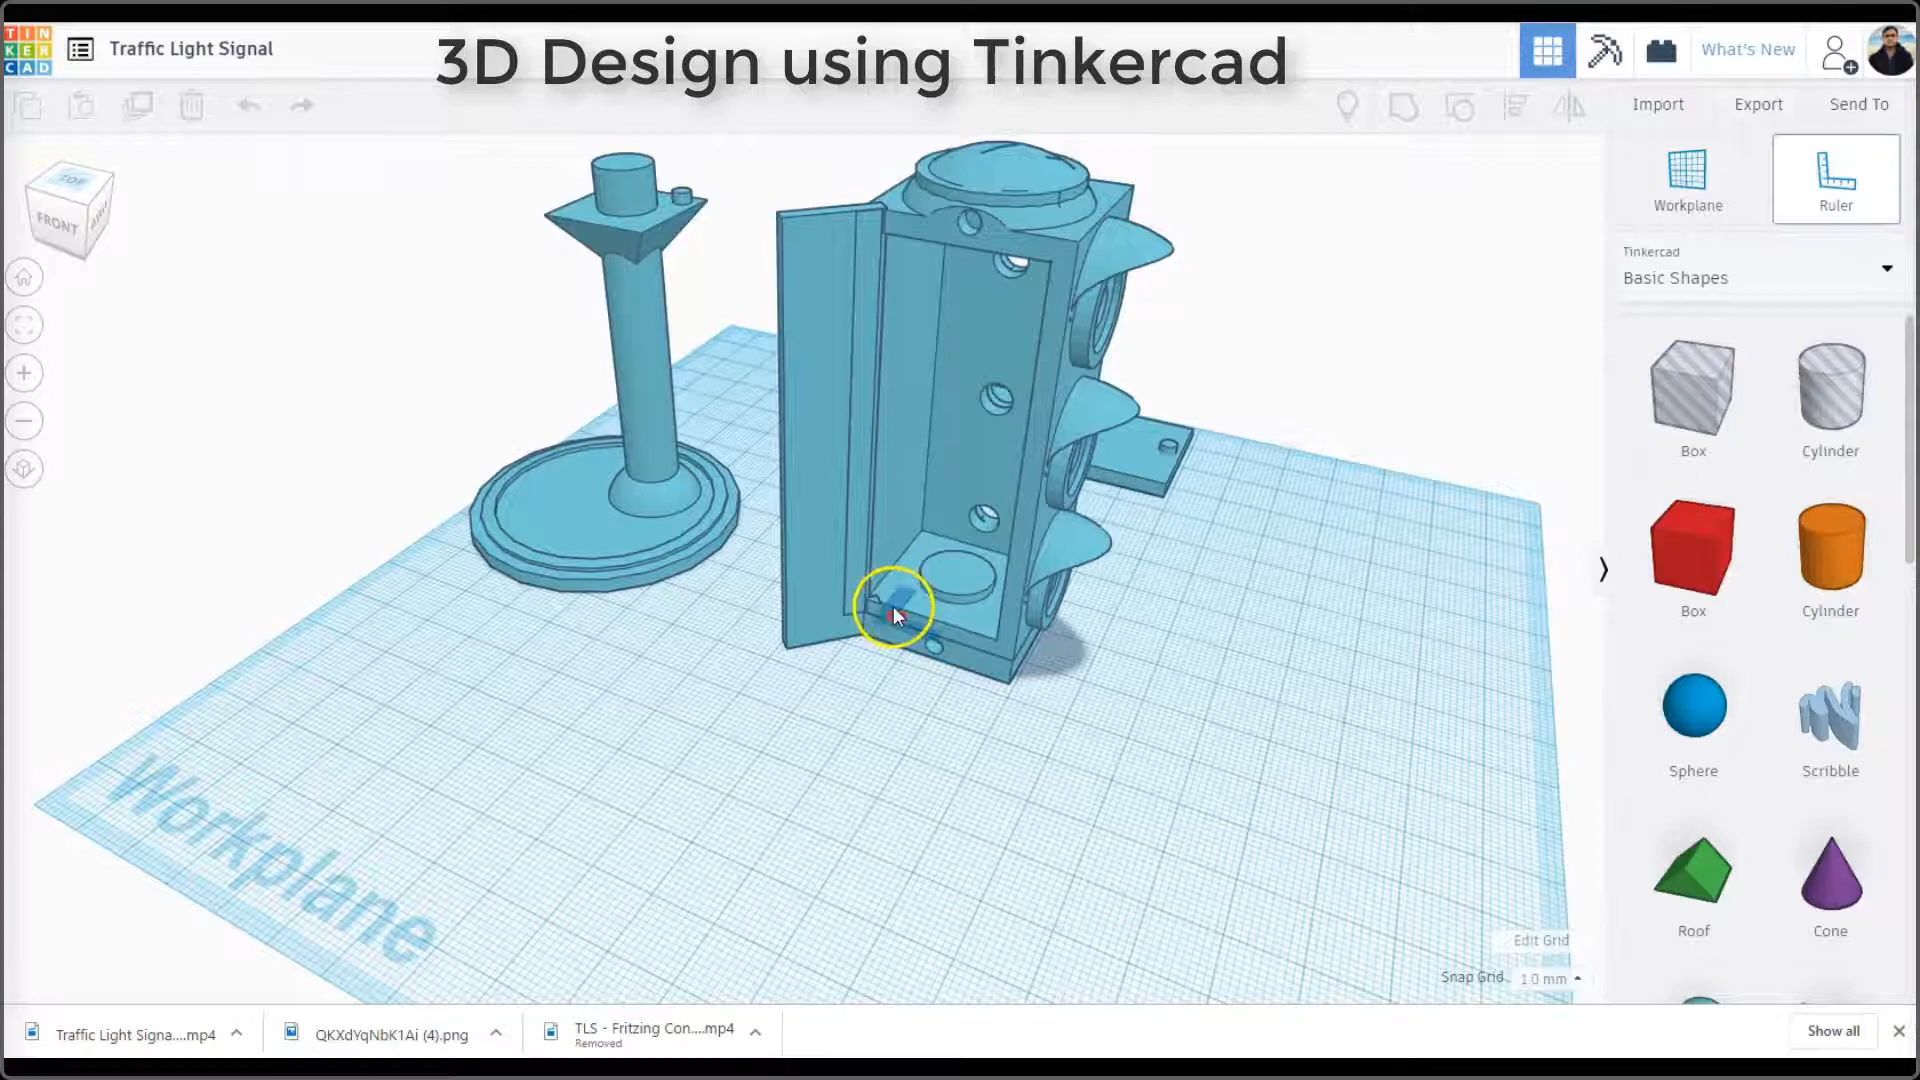 TIN
KER
CAD
Traffic Light Signal
3D Design using Tinkercad
What's New
Import
Export
Send To
TOP
FRONT
Workplane
Ruler
Tinkercad
Basic Shapes
Box
Cylinder
Box
Cylinder
Sphere
Scribble
Roof
Cone
Workplane
Edit Grid
Snap Grid
1.0 mm
Traffic Light Signa....mp4
QKXdYqNbK1Ai (4).png
TLS - Fritzing Con....mp4
Removed
Show all